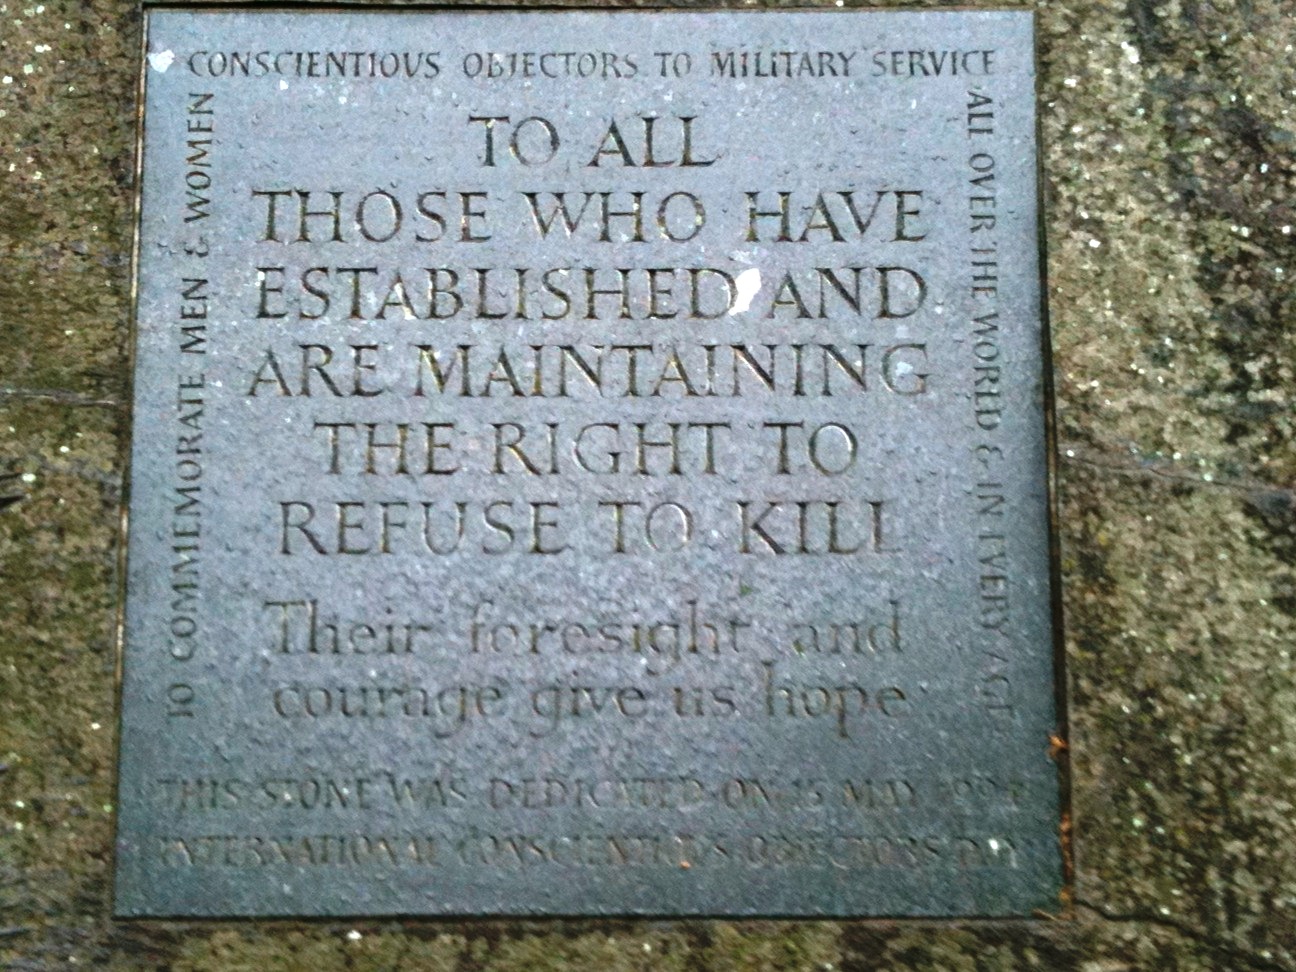 TO COMMEMORATE MEN & WOMEN
CONSCIENTIOUS OBJECTORS TO MILITARY SERVICE
ALL OVER THE WORLD & IN EVERY AGE
TO ALL
THOSE WHO HAVE
ESTABLISHED AND
ARE MAINTAINING
THE RIGHT TO
REFUSE TO KILL
Their foresight and
courage give us hope
THIS STONE WAS DEDICATED ON 15 MAY 1994
INTERNATIONAL CONSCIENTIOUS OBJECTORS DAY